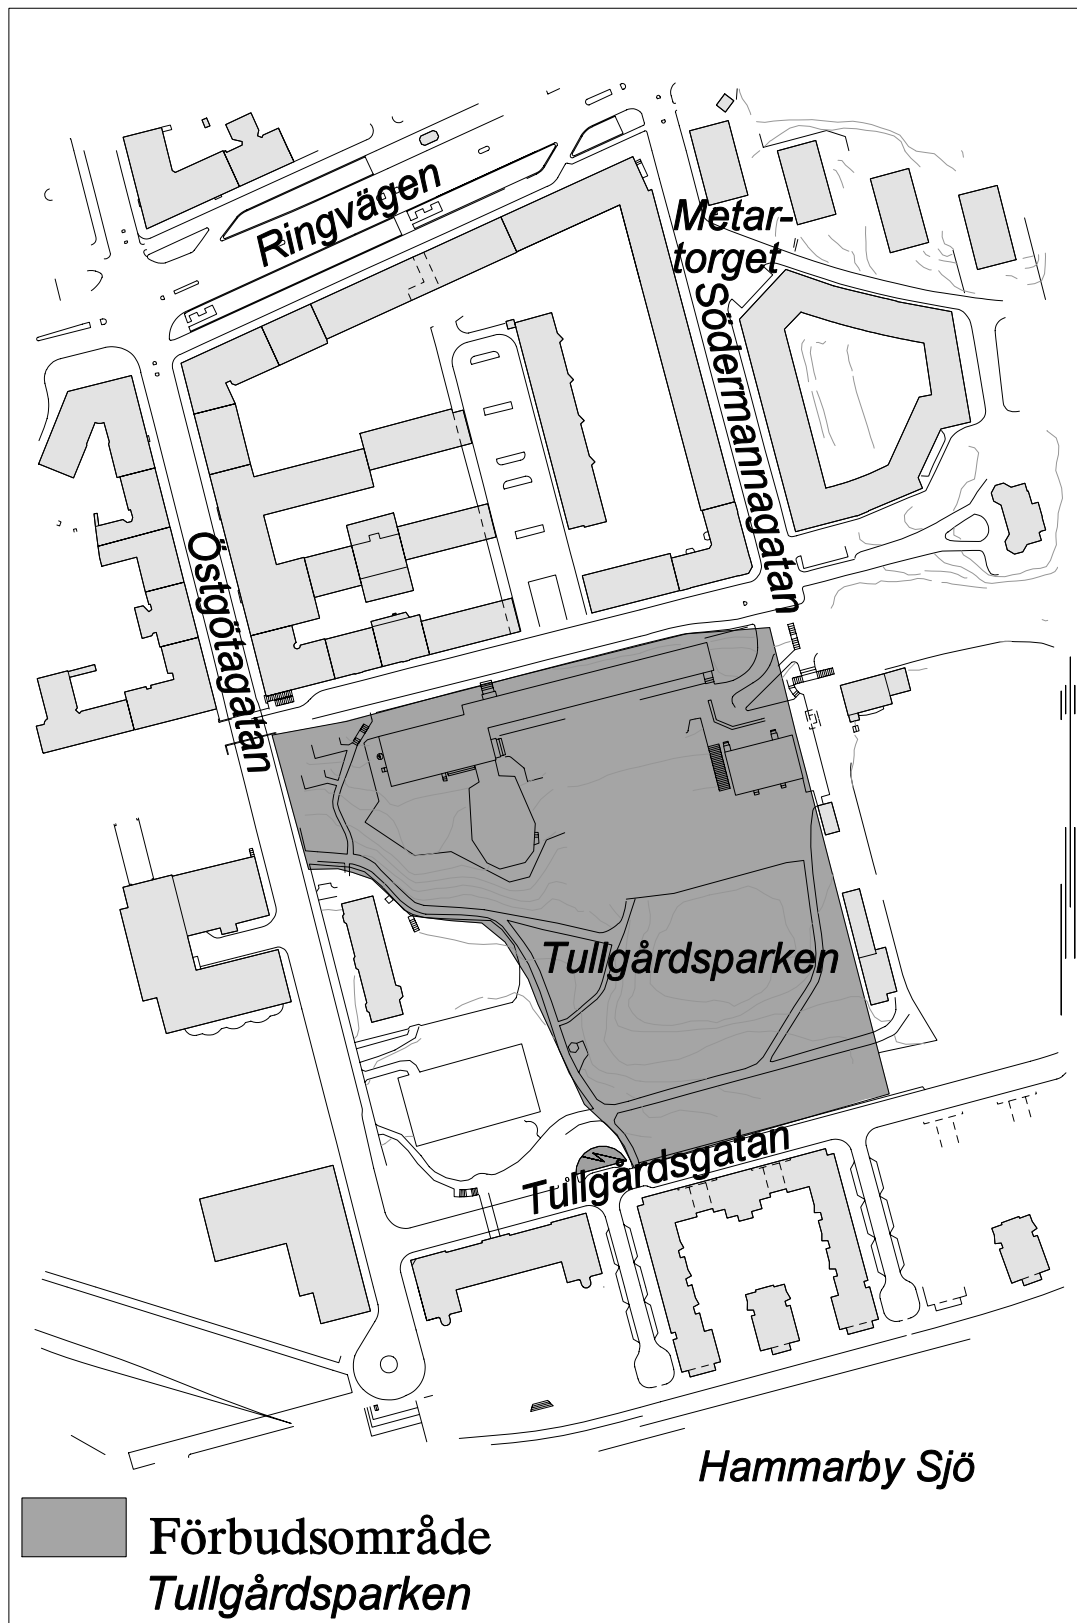 Ringvägen
Metar-
torget
Södermannagatan
Östgötagatan
Tullgårdsparken
Tullgårdsgatan
Hammarby Sjö
Förbudsområde
Tullgårdsparken